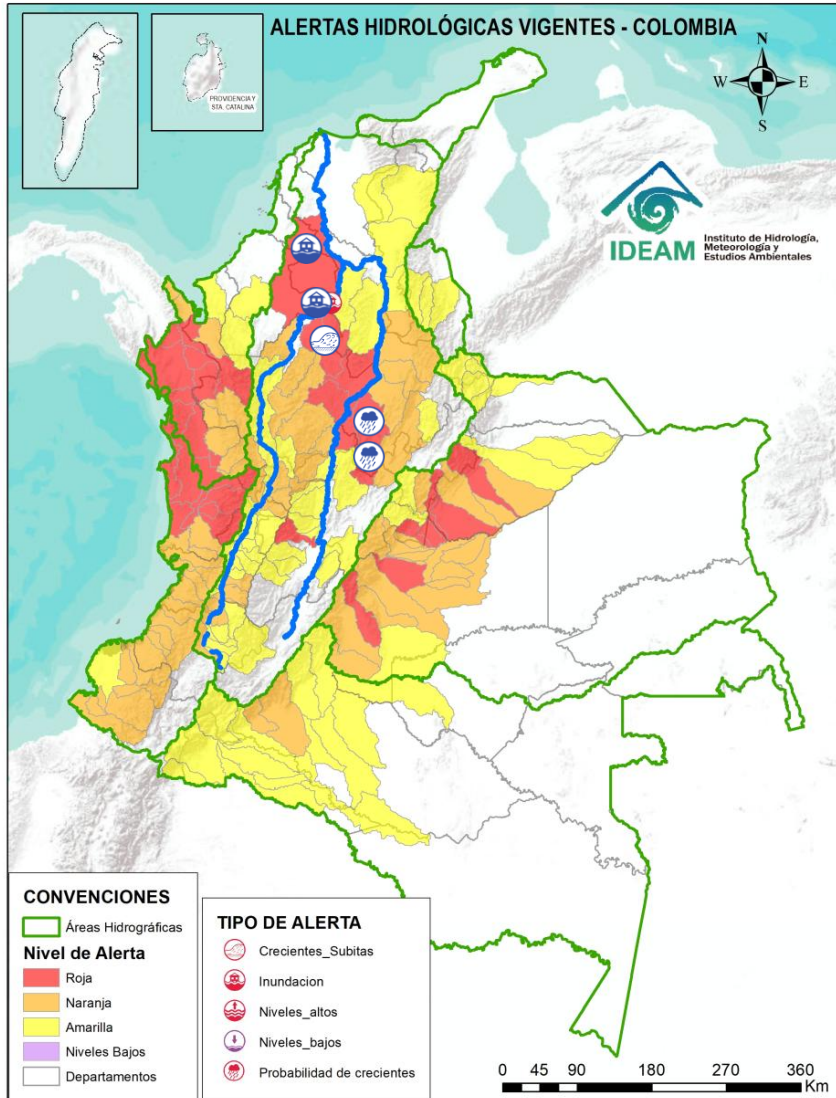 ALERTAS HIDROLÓGICAS VIGENTES - COLOMBIA
PROVIDENCIA Y
STA. CATALINA
N
W
E
S
IDEAM
Instituto de Hidrología,
Meteorología y
Estudios Ambientales
CONVENCIONES
Áreas Hidrográficas
Nivel de Alerta
Roja
Naranja
Amarilla
Niveles Bajos
Departamentos
TIPO DE ALERTA
Crecientes_Subitas
Inundacion
Niveles_altos
Niveles_bajos
Probabilidad de crecientes
0 45 90 180 270 360
Km